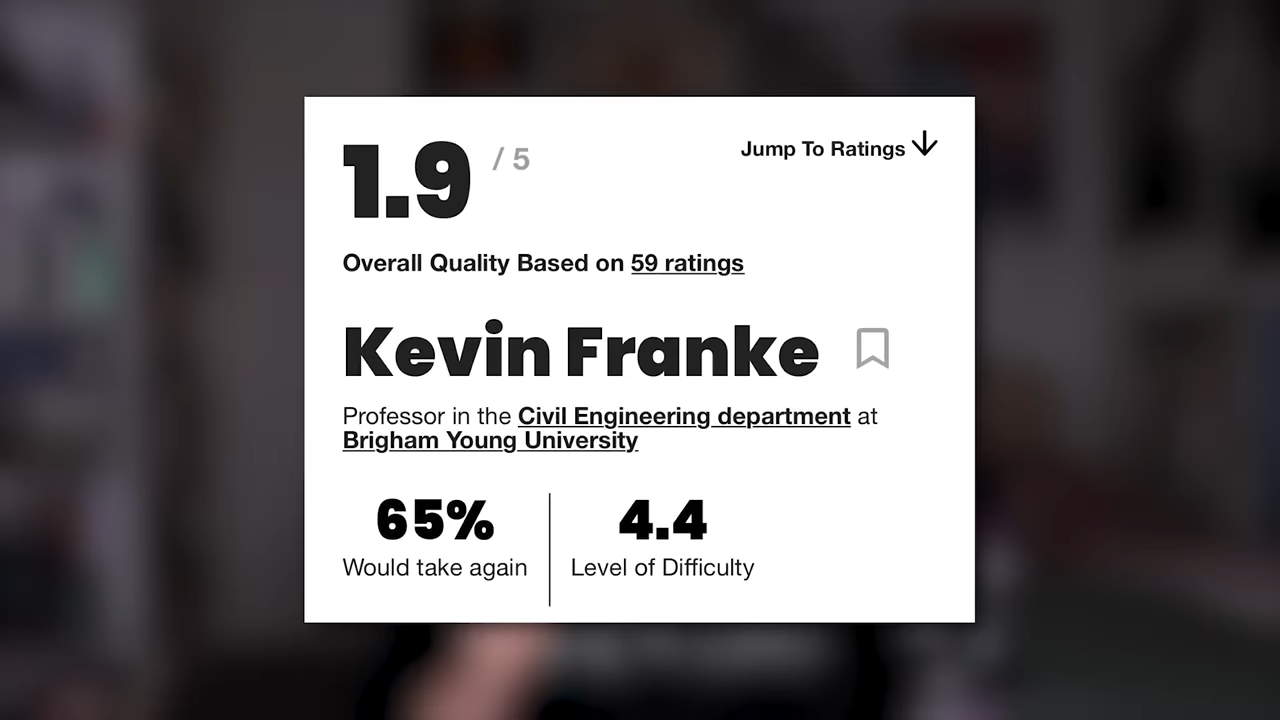 1.9 / 5
Jump To Ratings
Overall Quality Based on 59 ratings
Kevin Franke
Professor in the Civil Engineering department at
Brigham Young University
65%
Would take again
4.4
Level of Difficulty